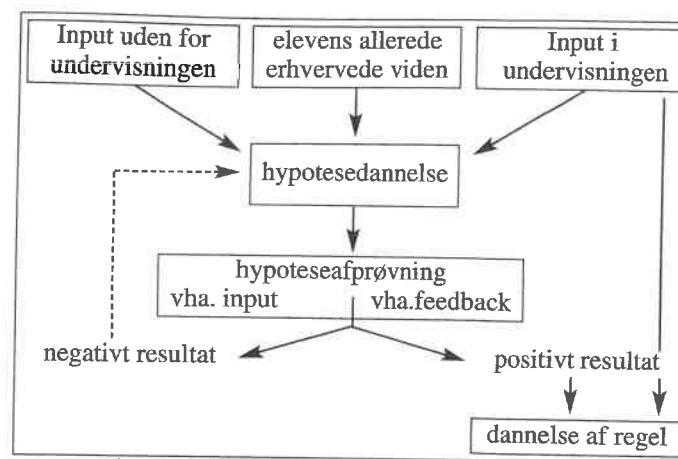 Input uden for
undervisningen
elevens allerede
erhvervede viden
Input i
undervisningen
hypotesedannelse
hypoteseafprøvning
vha. input
vha.feedback
negativt resultat
positivt resultat
dannelse af regel